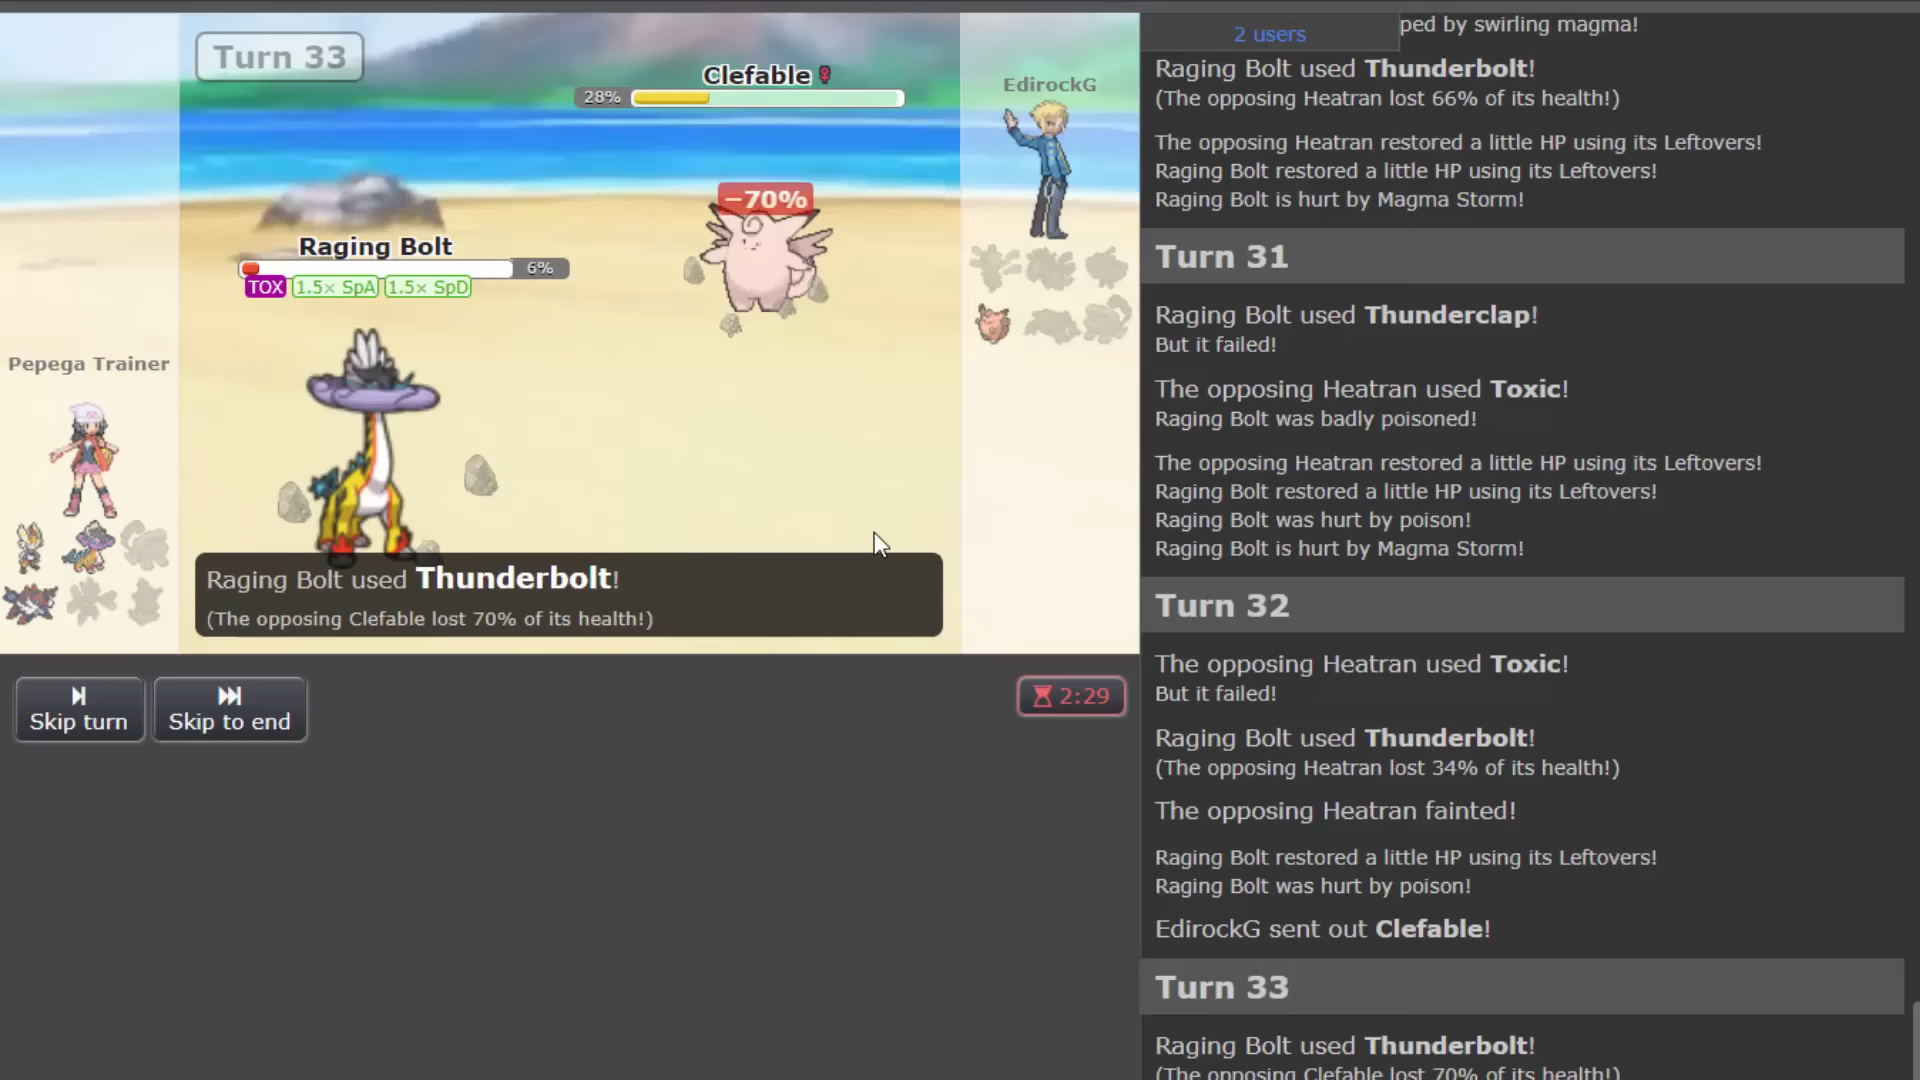 Turn 33
Clefable
28%
EdirockG
-70%
Raging Bolt
6%
TOX 1.5× SpA 1.5× SpD
Pepega Trainer
Raging Bolt used Thunderbolt!
(The opposing Clefable lost 70% of its health!)
Skip turn
Skip to end
2:29
2 users
ped by swirling magma!
Raging Bolt used Thunderbolt!
(The opposing Heatran lost 66% of its health!)
The opposing Heatran restored a little HP using its Leftovers!
Raging Bolt restored a little HP using its Leftovers!
Raging Bolt is hurt by Magma Storm!
Turn 31
Raging Bolt used Thunderclap!
But it failed!
The opposing Heatran used Toxic!
Raging Bolt was badly poisoned!
The opposing Heatran restored a little HP using its Leftovers!
Raging Bolt restored a little HP using its Leftovers!
Raging Bolt was hurt by poison!
Raging Bolt is hurt by Magma Storm!
Turn 32
The opposing Heatran used Toxic!
But it failed!
Raging Bolt used Thunderbolt!
(The opposing Heatran lost 34% of its health!)
The opposing Heatran fainted!
Raging Bolt restored a little HP using its Leftovers!
Raging Bolt was hurt by poison!
EdirockG sent out Clefable!
Turn 33
Raging Bolt used Thunderbolt!
(The opposing Clefable lost 70% of its health!)